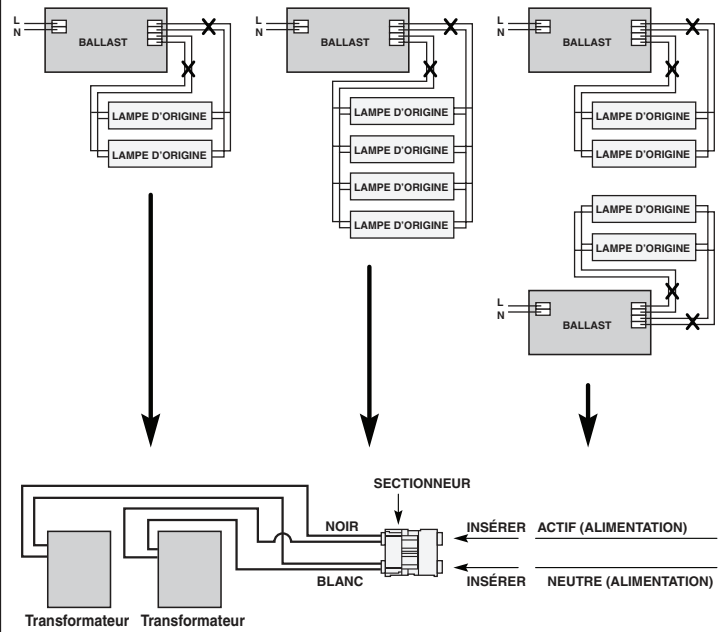 L
N
BALLAST
LAMPE D'ORIGINE
LAMPE D'ORIGINE
L
N
BALLAST
LAMPE D'ORIGINE
LAMPE D'ORIGINE
LAMPE D'ORIGINE
LAMPE D'ORIGINE
L
N
BALLAST
LAMPE D'ORIGINE
LAMPE D'ORIGINE
LAMPE D'ORIGINE
LAMPE D'ORIGINE
L
N
BALLAST
SECTIONNEUR
NOIR
INSÉRER ACTIF (ALIMENTATION)
BLANC
INSÉRER NEUTRE (ALIMENTATION)
Transformateur Transformateur